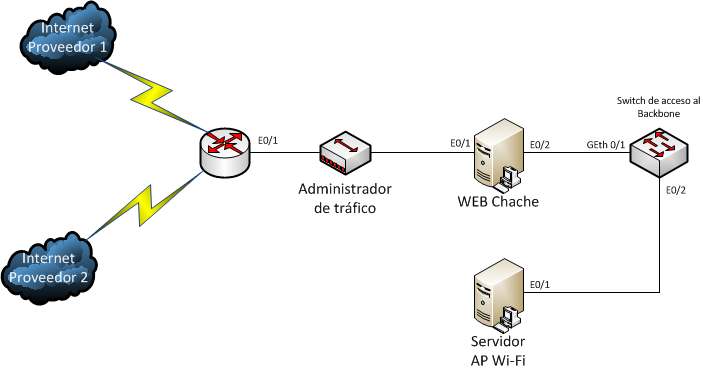 Internet
Proveedor 1
Switch de acceso al
Backbone
E0/1
E0/1
E0/2
GEth 0/1
E0/2
Administrador
de tráfico
WEB Chache
Internet
Proveedor 2
E0/1
Servidor
AP Wi-Fi